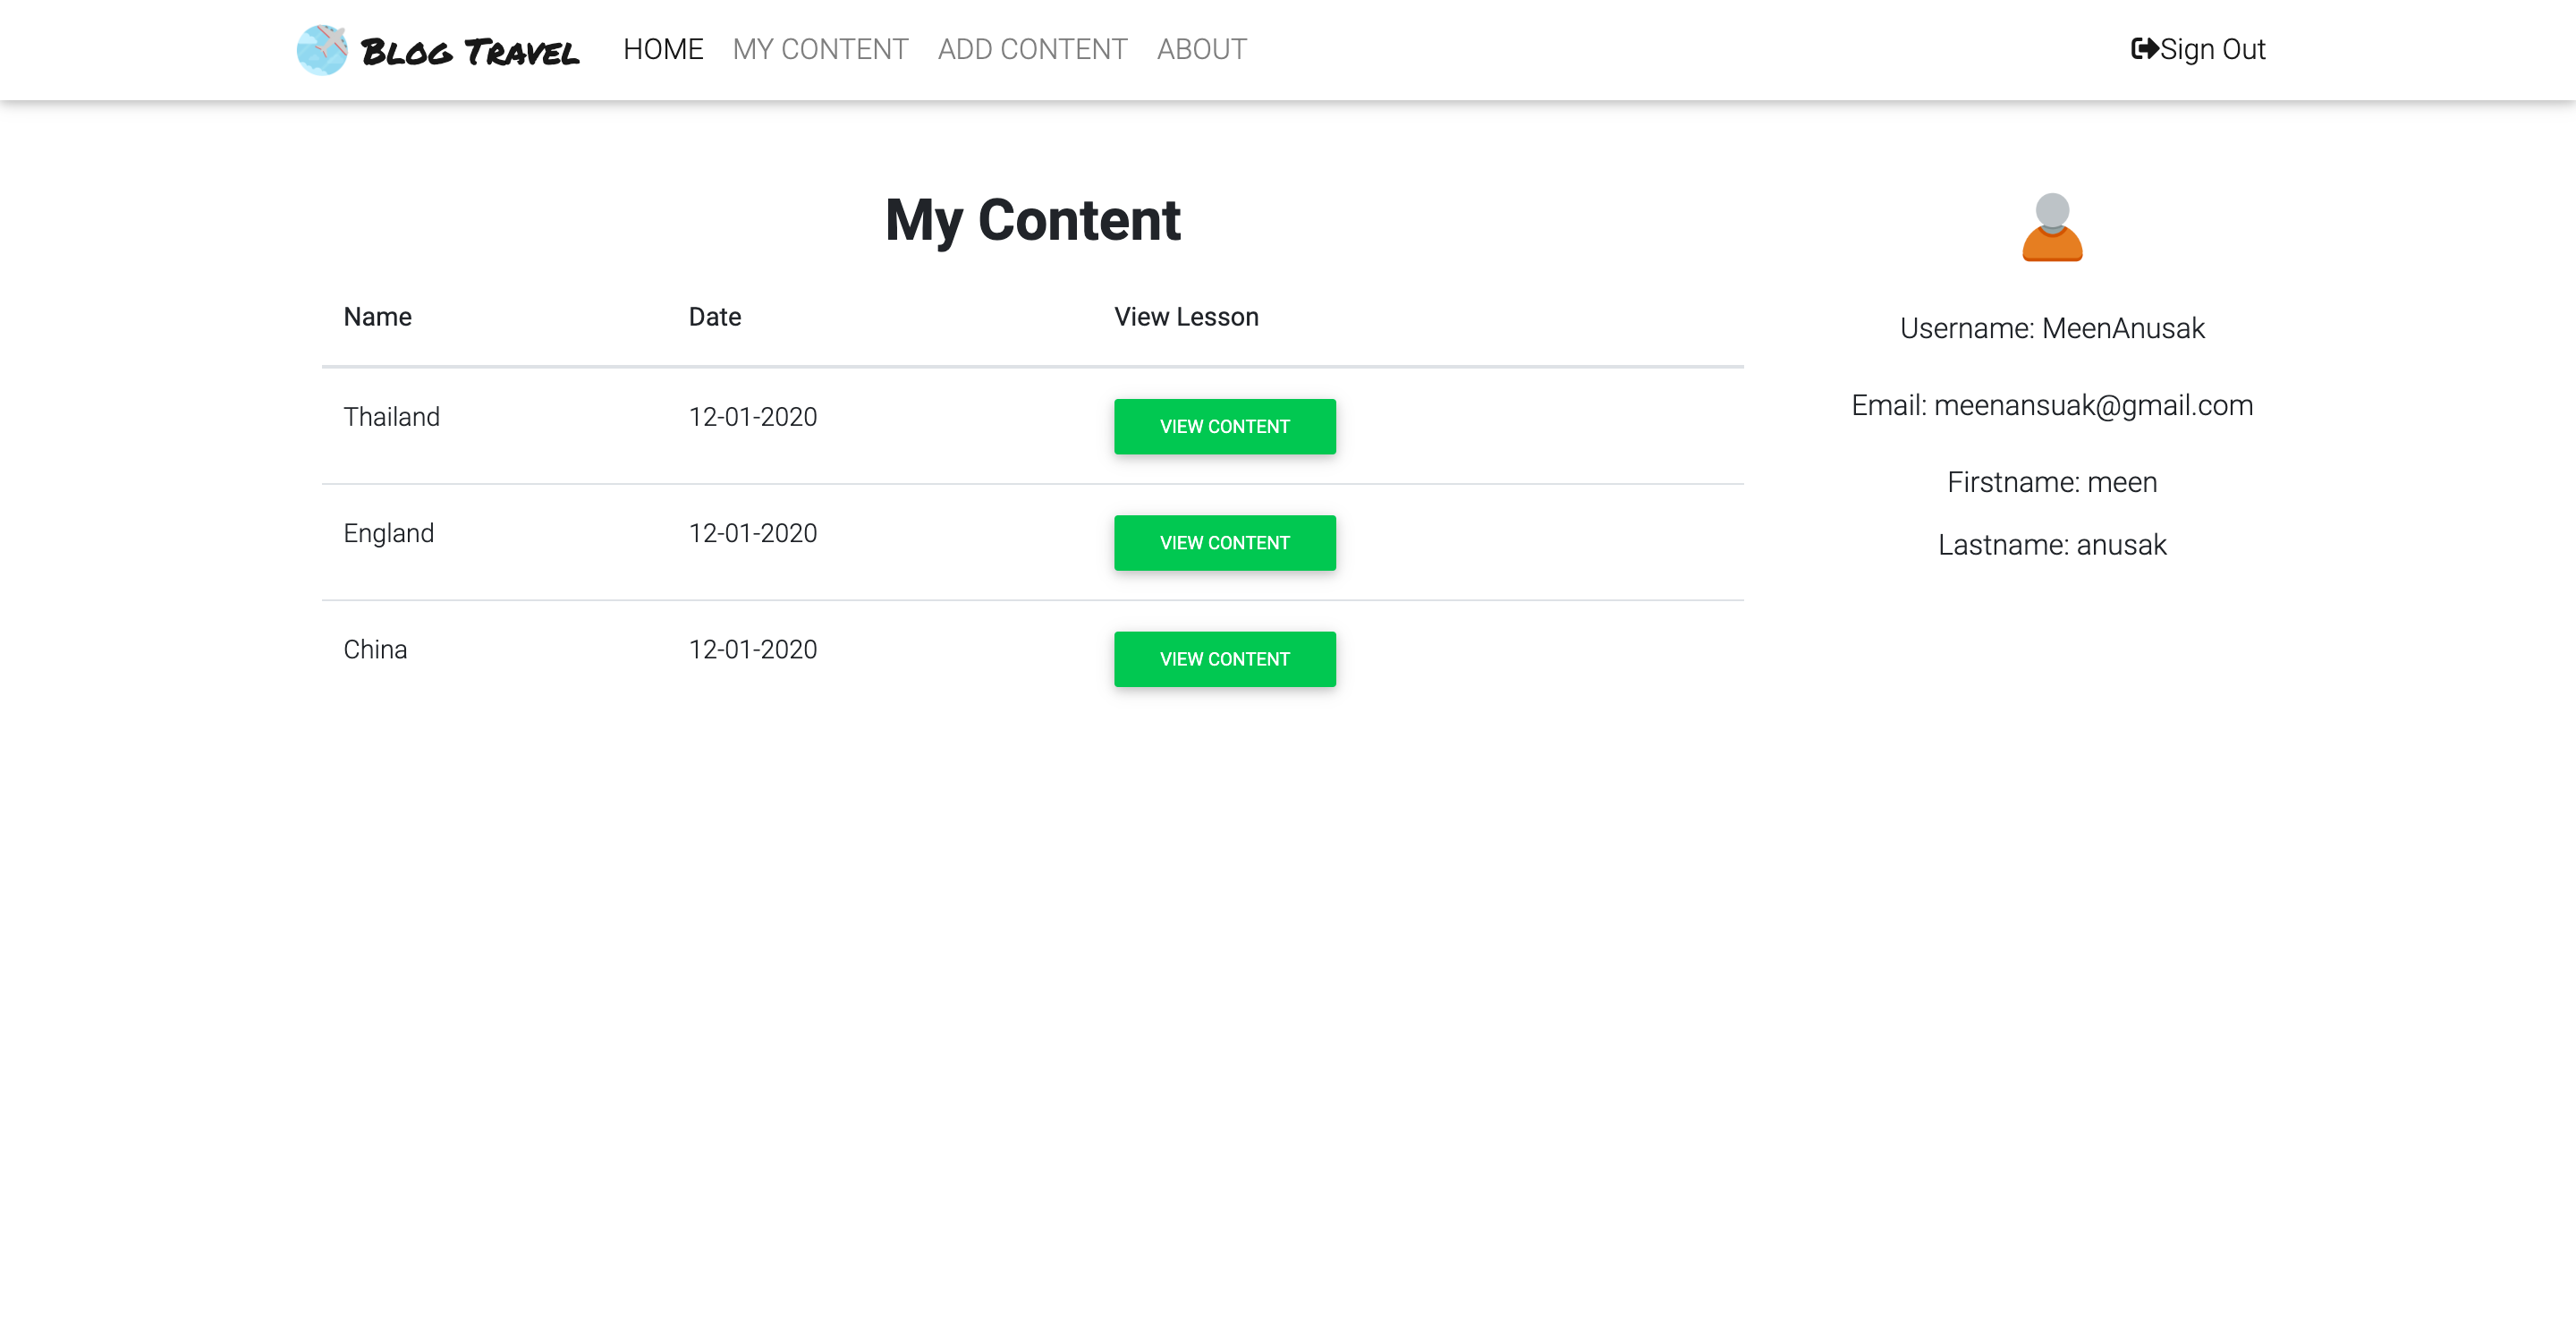 Blog Travel HOME MY CONTENT ADD CONTENT ABOUT Sign Out
My Content
Name Date View Lesson
Thailand 12-01-2020 VIEW CONTENT
England 12-01-2020 VIEW CONTENT
China 12-01-2020 VIEW CONTENT
Username: MeenAnusak
Email: meenansuak@gmail.com
Firstname: meen
Lastname: anusak